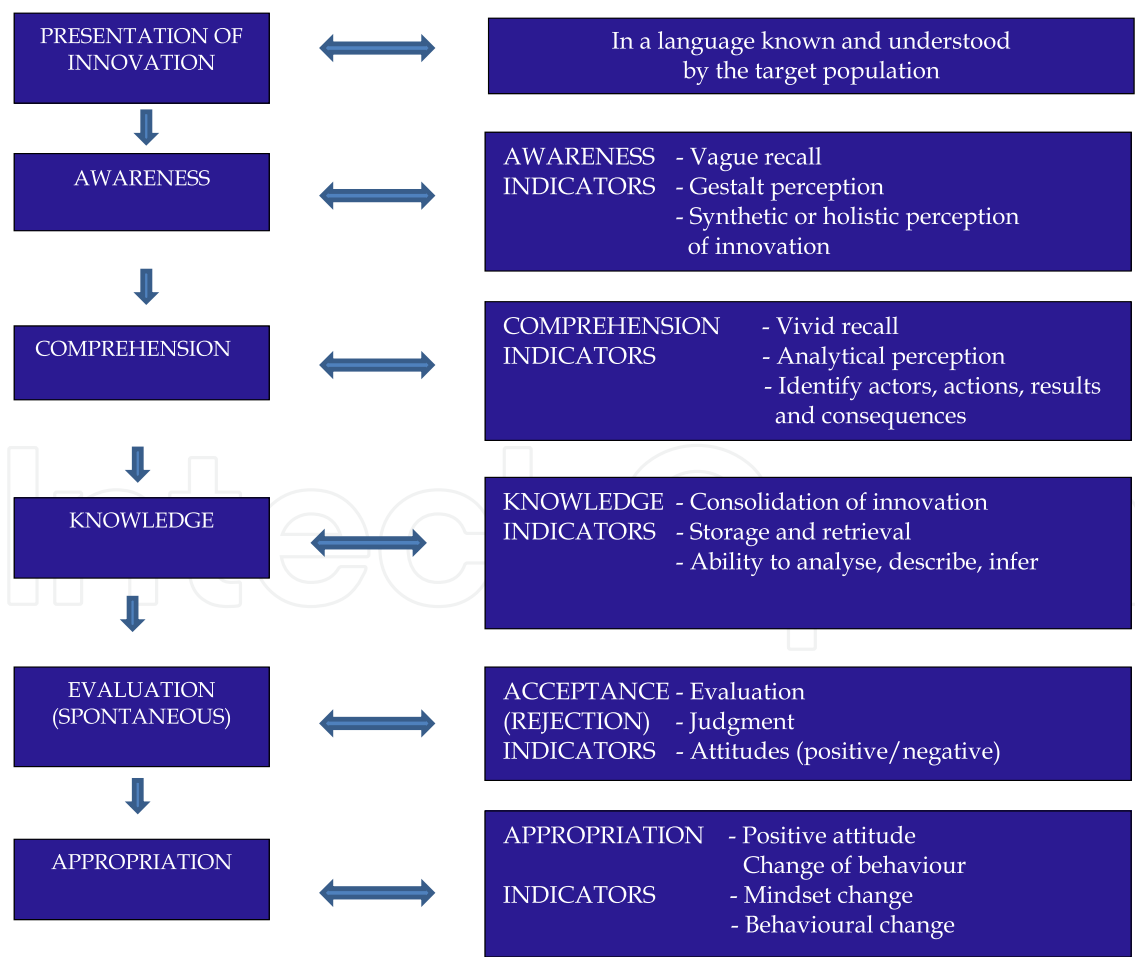 PRESENTATION OF
INNOVATION
In a language known and understood
by the target population
AWARENESS
AWARENESS - Vague recall
INDICATORS - Gestalt perception
- Synthetic or holistic perception
of innovation
COMPREHENSION
COMPREHENSION - Vivid recall
INDICATORS - Analytical perception
- Identify actors, actions, results
and consequences
KNOWLEDGE
KNOWLEDGE - Consolidation of innovation
INDICATORS - Storage and retrieval
- Ability to analyse, describe, infer
EVALUATION
(SPONTANEOUS)
ACCEPTANCE - Evaluation
(REJECTION) - Judgment
INDICATORS - Attitudes (positive/negative)
APPROPRIATION
APPROPRIATION - Positive attitude
Change of behaviour
INDICATORS - Mindset change
- Behavioural change